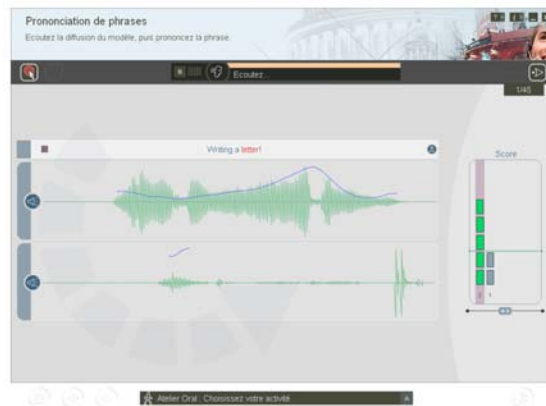 Prononciation de phrases
Ecoutez la diffusion du modèle, puis prononcez la phrase.
Ecoutez...
1/45
Writing a letter!
Score
Atelier Oral : Choisissez votre activité